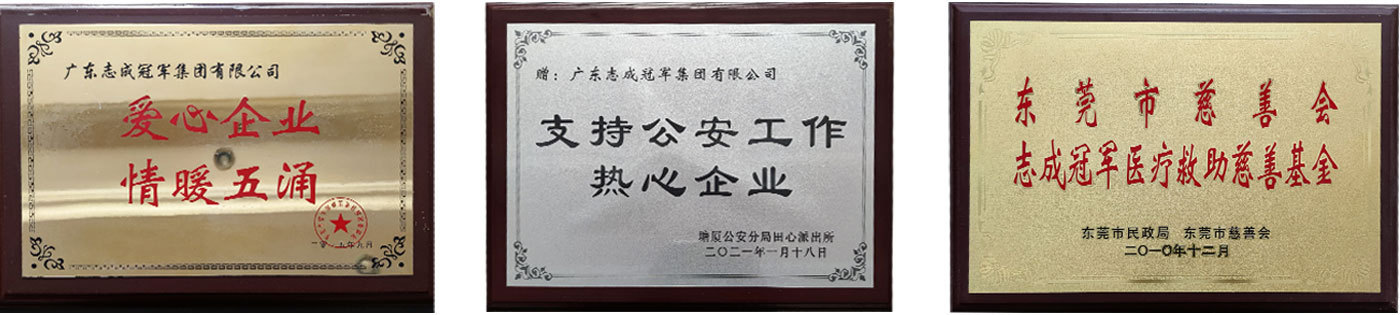 广东志成冠军集团有限公司
爱心企业
情暖五涌
赠：广东志成冠军集团有限公司
支持公安工作
热心企业
塘厦公安分局田心派出所
二〇二一年一月十八日
东莞市慈善会
志成冠军医疗救助慈善基金
东莞市民政局 东莞市慈善会
二〇一〇年十二月